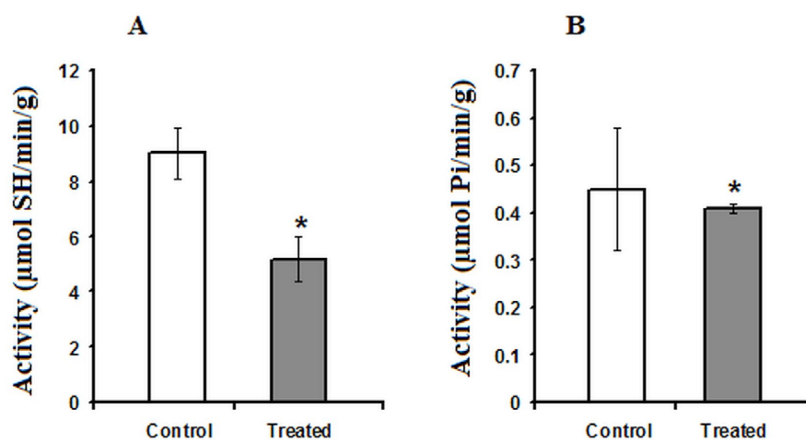 A
Activity (µmol SH/min/g)
12
10
8
6
4
2
0
*
Control Treated
B
Activity (µmol Pi/min/g)
0.7
0.6
0.5
0.4
0.3
0.2
0.1
0
*
Control Treated